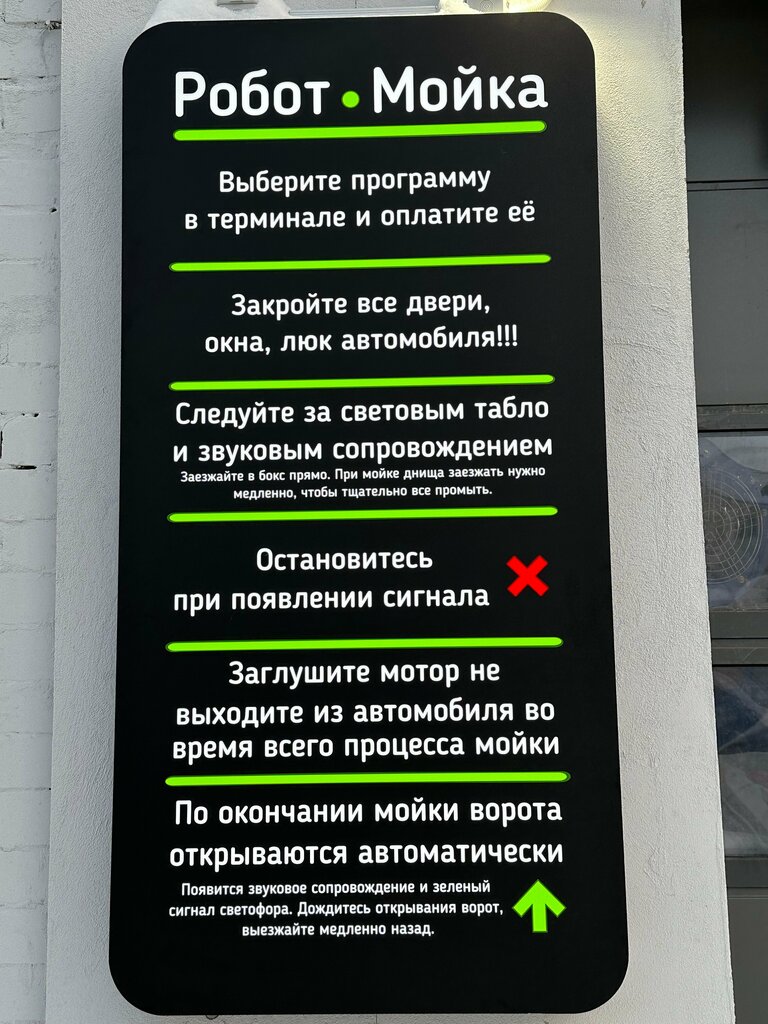 Робот • Мойка
Выберите программу
в терминале и оплатите её
Закройте все двери,
окна, люк автомобиля!!!
Следуйте за световым табло
и звуковым сопровождением
Заезжайте в бокс прямо. При мойке днища заезжать нужно
медленно, чтобы тщательно все промыть.
Остановитесь
при появлении сигнала
Заглушите мотор не
выходите из автомобиля во
время всего процесса мойки
По окончании мойки ворота
открываются автоматически
Появится звуковое сопровождение и зеленый
сигнал светофора. Дождитесь открывания ворот,
выезжайте медленно назад.